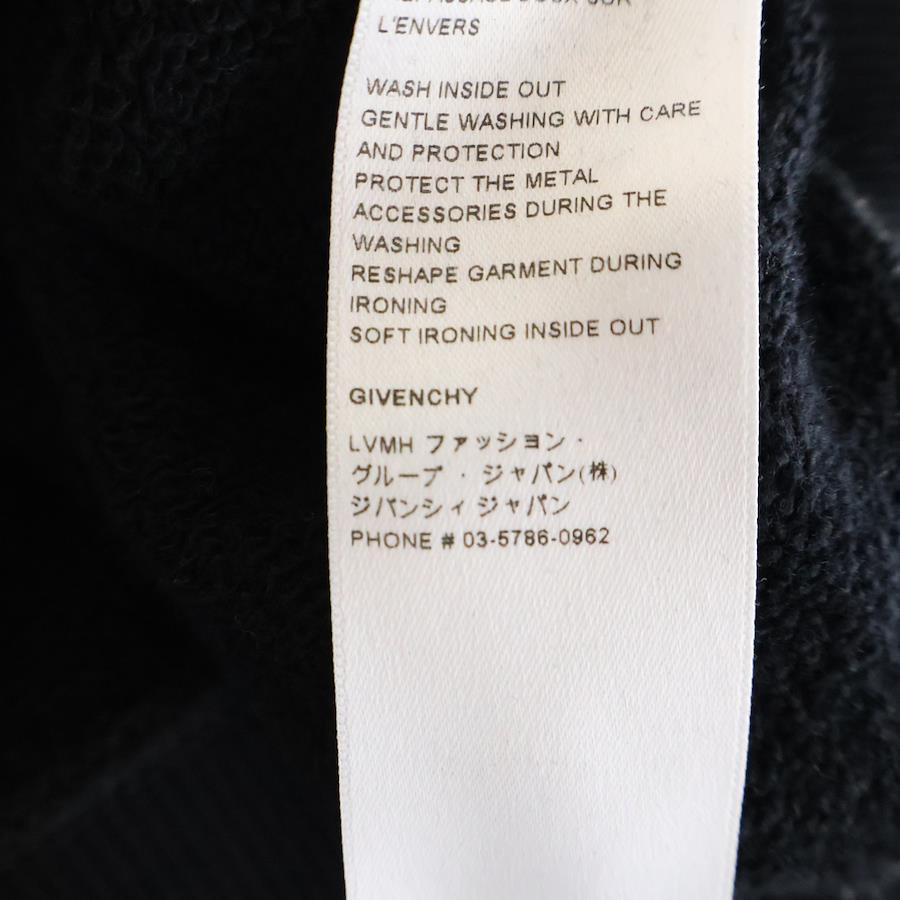 L'ENVERS
WASH INSIDE OUT
GENTLE WASHING WITH CARE
AND PROTECTION
PROTECT THE METAL
ACCESSORIES DURING THE
WASHING
RESHAPE GARMENT DURING
IRONING
SOFT IRONING INSIDE OUT
GIVENCHY
LVMH ファッション・
グループ・ジャパン(株)
ジバンシィ ジャパン
PHONE # 03-5786-0962